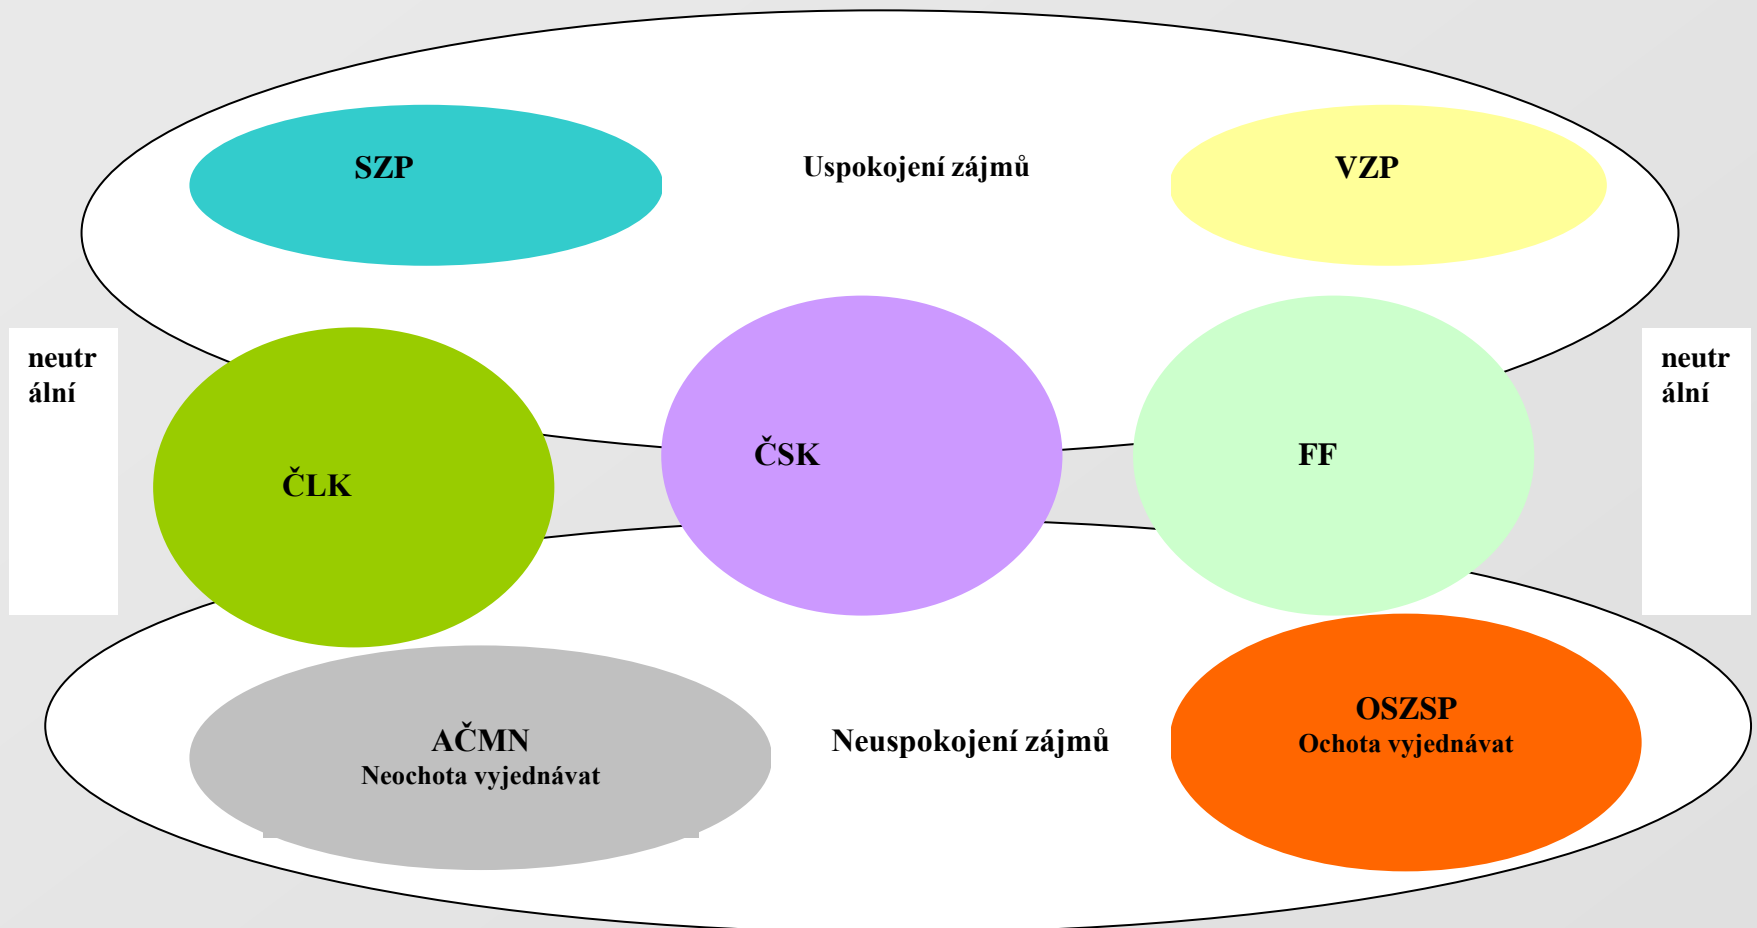 SZP
Uspokojení zájmů
VZP
neutr
ální
neutr
ální
ČLK
ČSK
FF
AČMN
Neochota vyjednávat
Neuspokojení zájmů
OSZSP
Ochota vyjednávat